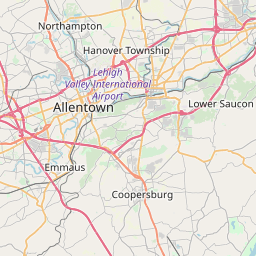 Northampton
Hanover Township
Lehigh
Valley International
Airport
Allentown
Lower Saucon
Emmaus
Coopersburg